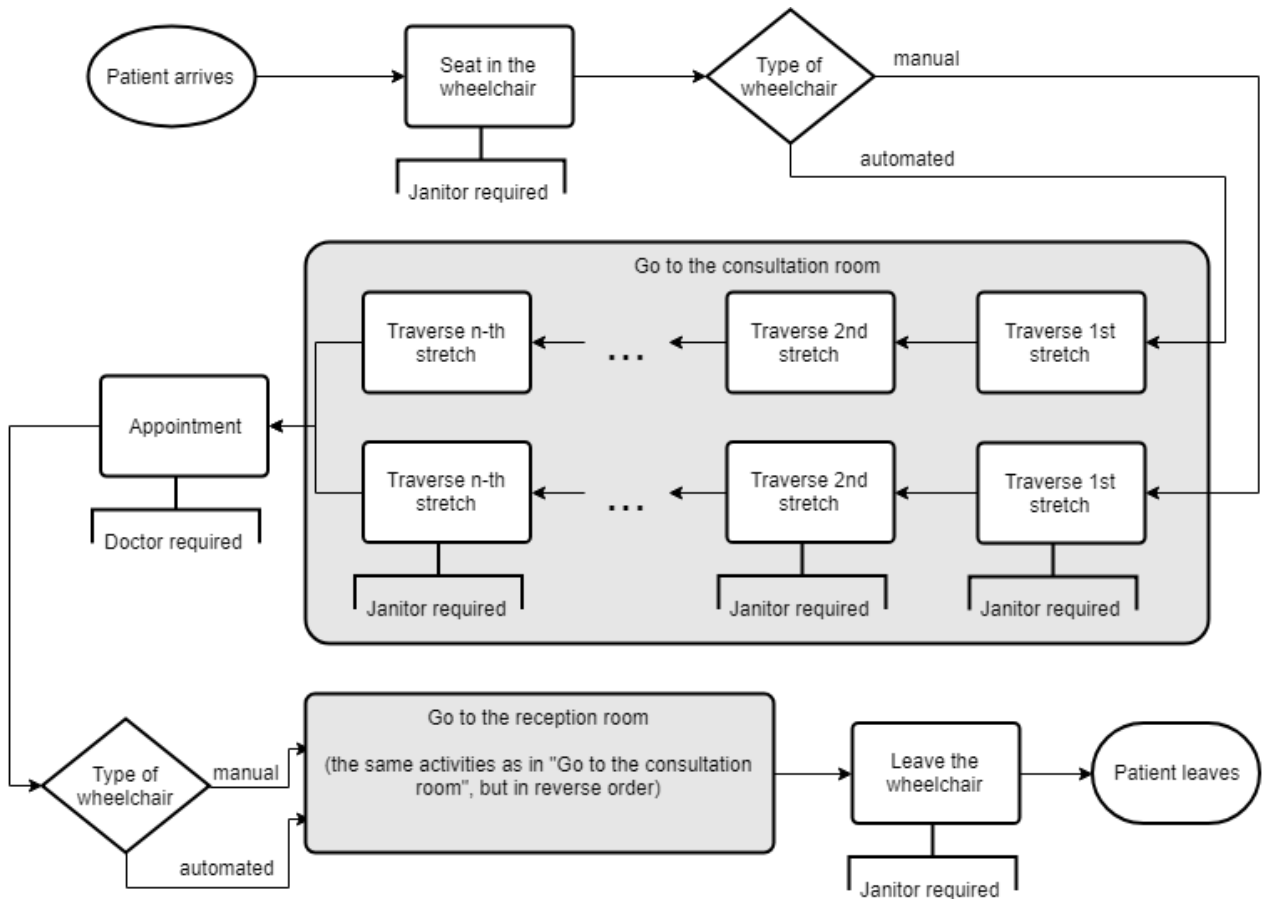 Patient arrives
Seat in the
wheelchair
Janitor required
Type of
wheelchair
manual
automated
Go to the consultation room
Traverse n-th
stretch
...
Traverse 2nd
stretch
Traverse 1st
stretch
Appointment
Doctor required
Traverse n-th
stretch
...
Traverse 2nd
stretch
Traverse 1st
stretch
Janitor required
Janitor required
Janitor required
Type of
wheelchair
manual
automated
Go to the reception room
(the same activities as in "Go to the consultation
room", but in reverse order)
Leave the
wheelchair
Janitor required
Patient leaves